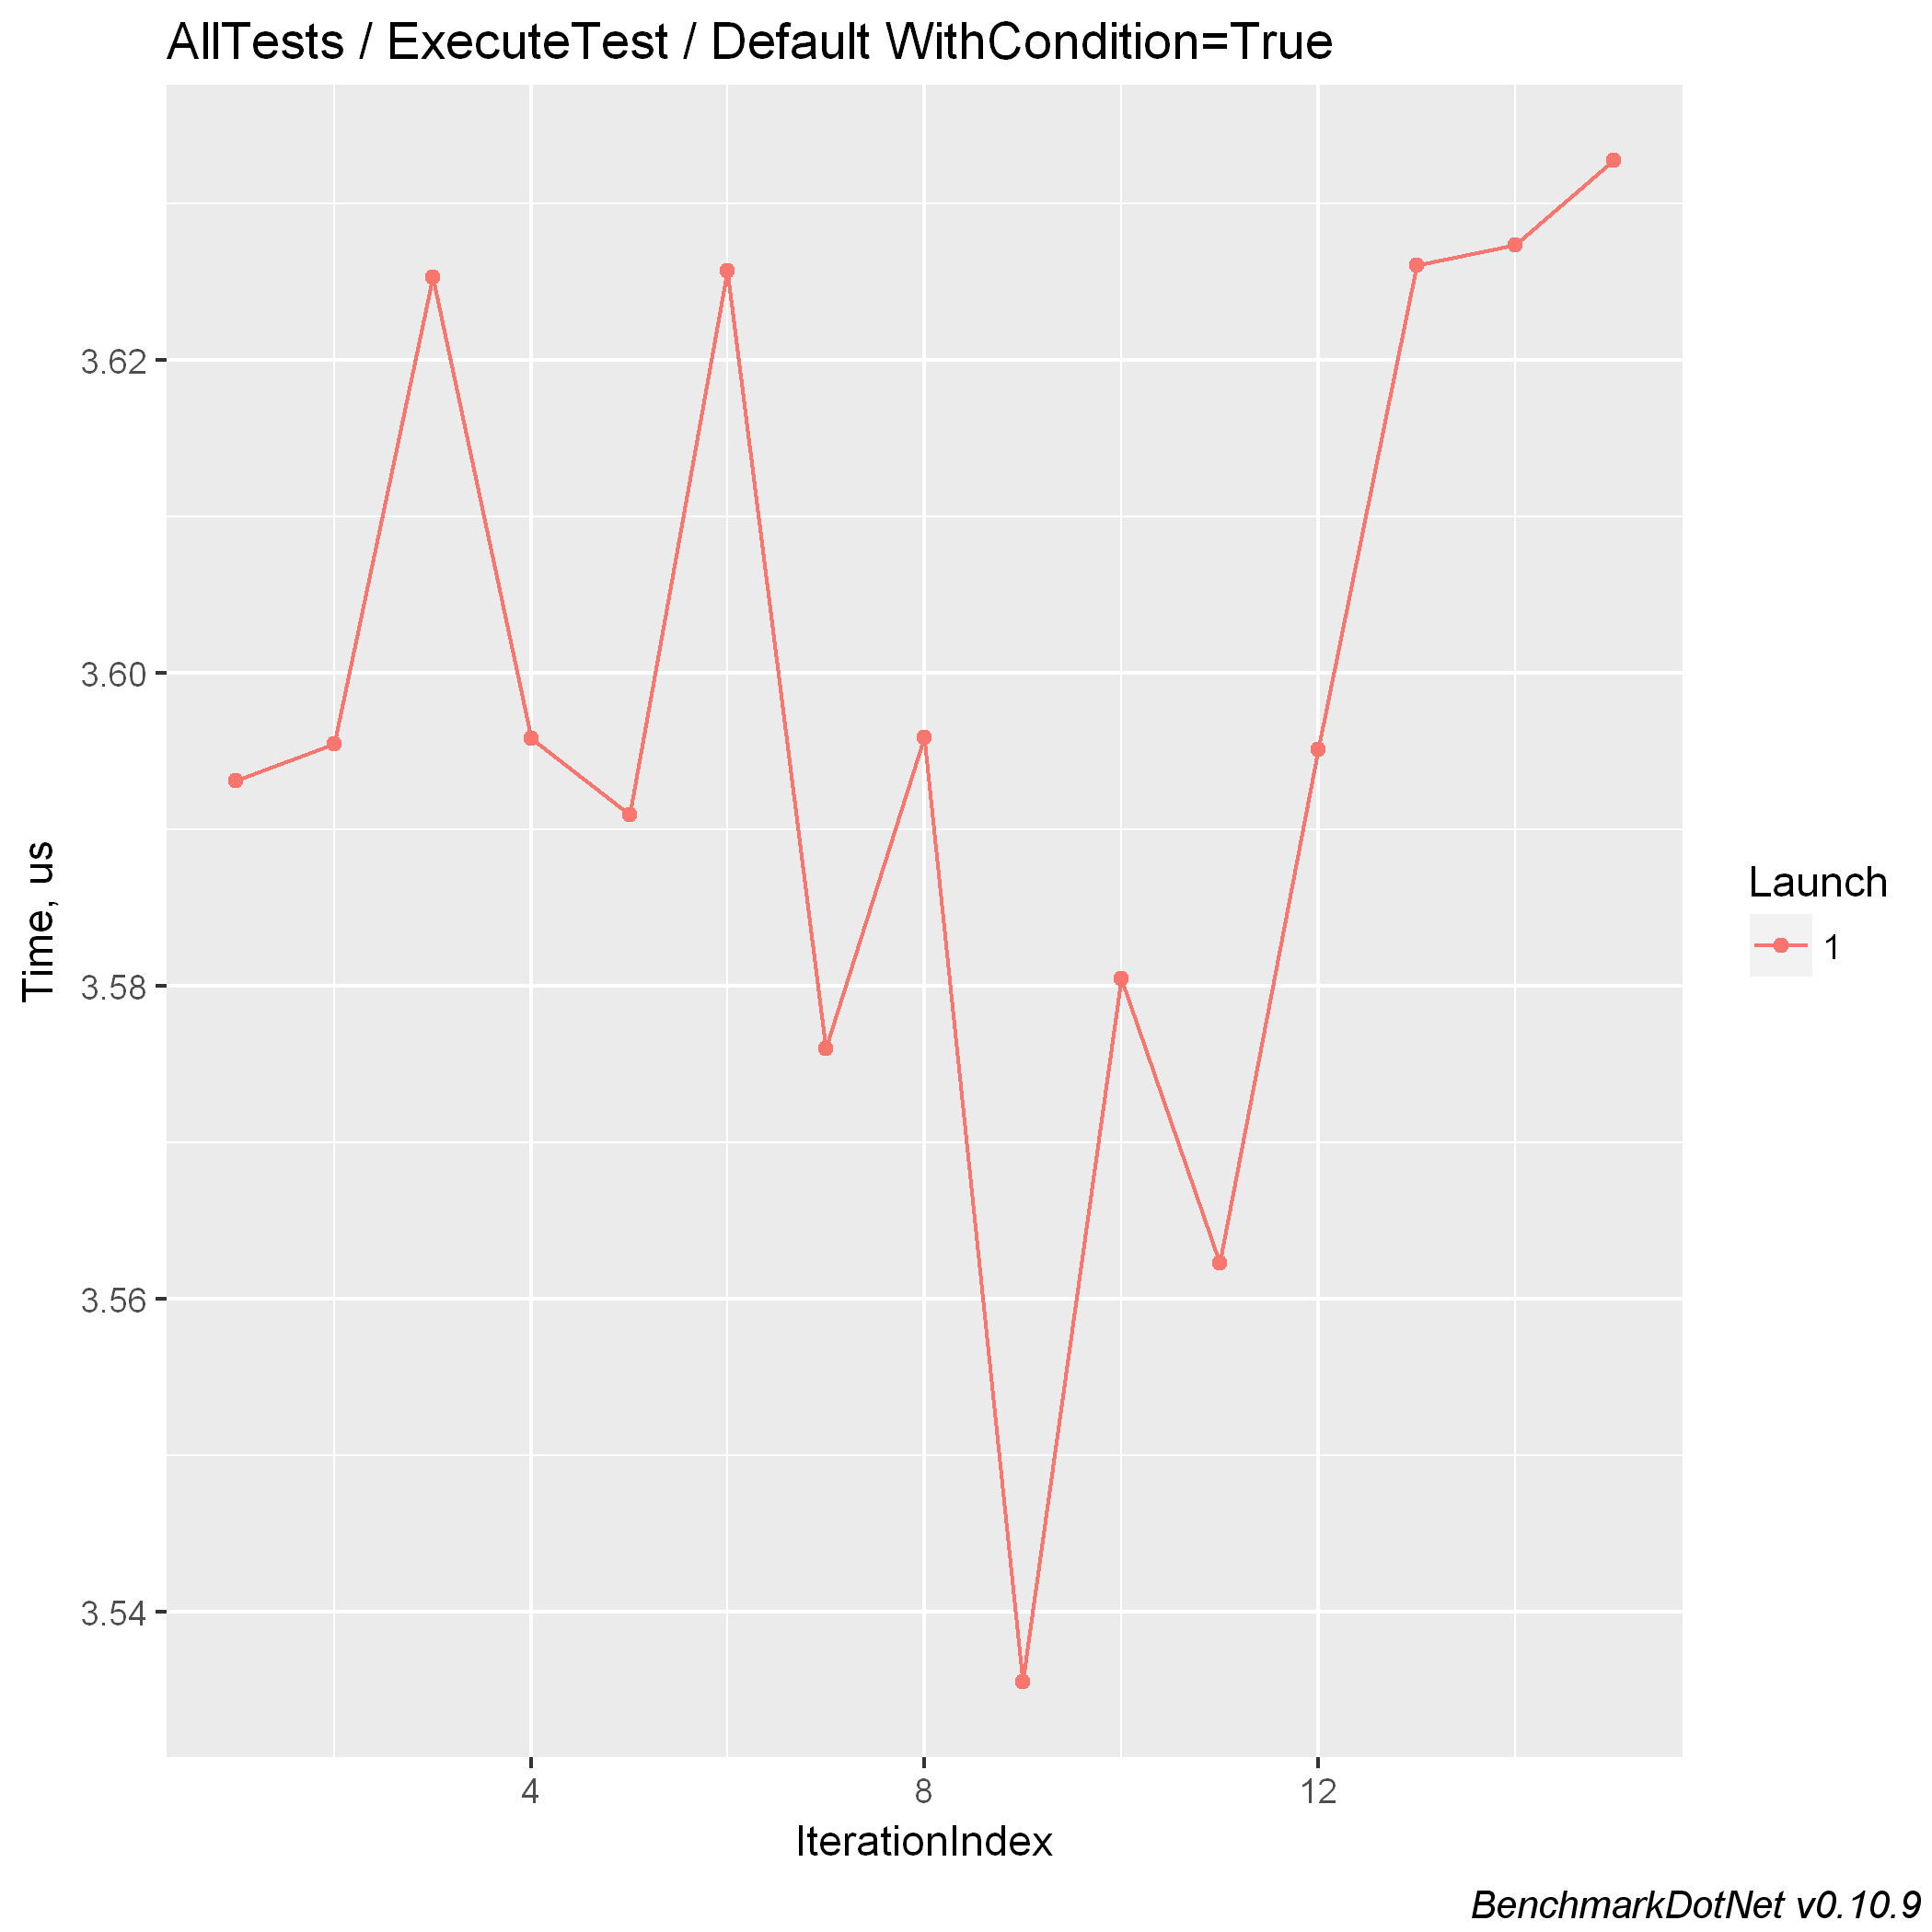 AllTests / ExecuteTest / Default WithCondition=True
3.62
3.60
3.58
3.56
3.54
Time, us
4 8 12
IterationIndex
Launch
1
BenchmarkDotNet v0.10.9